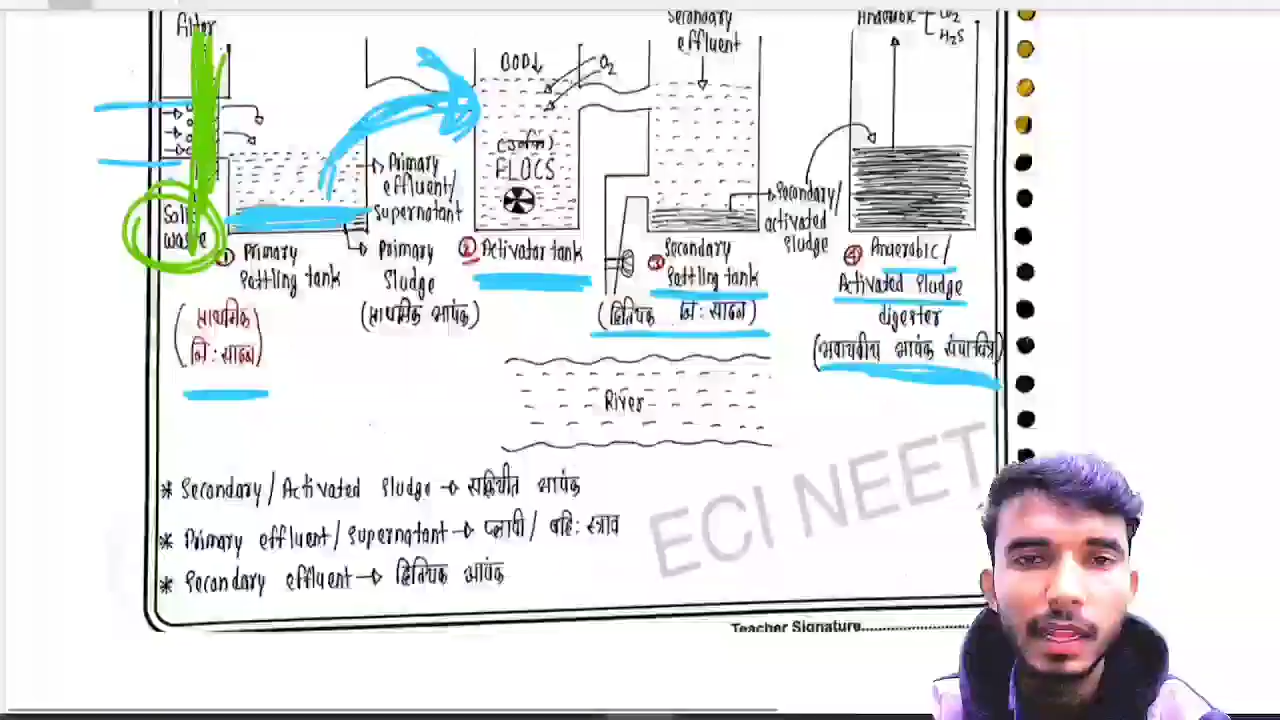 Filter
Solid
waste
① Primary
Sattling tank
(प्राथमिक
नि:सादन)
Primary
effluent/
Supernatant
Primary
Sludge
(प्राथमिक आपंक)
BOD↓
O2
(ऊर्णिक)
FLOCS
② Activator tank
Secondary
effluent
③ Secondary
Sattling tank
(द्वितियक नि:सादन)
Secondary/
activated
Sludge
CO2
H2S
④ Anaerobic/
Activated Sludge
digester
(अवायवीय आपंक संपाचित्र)
River
* Secondary/Activated Sludge → सक्रियीत आपंक
* Primary effluent/Supernatant → प्लावी/ बहि: स्त्राव
* Secondary effluent → द्वितियक आपंक
ECI NEET
Teacher Signature..............................